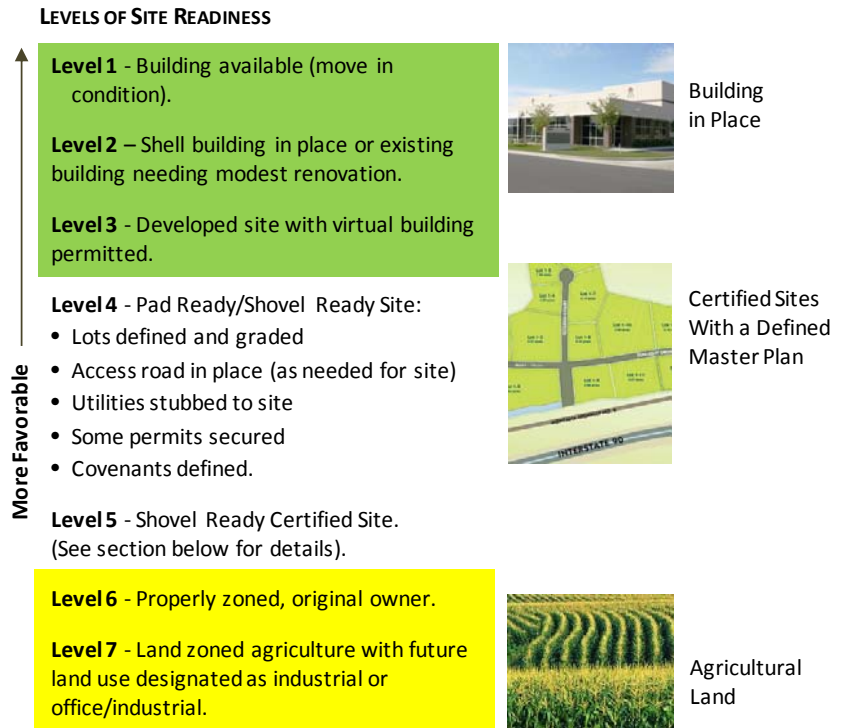 LEVELS OF SITE READINESS
Level 1 - Building available (move in
condition).
Level 2 – Shell building in place or existing
building needing modest renovation.
Level 3 - Developed site with virtual building
permitted.
Building
in Place
Level 4 - Pad Ready/Shovel Ready Site:
• Lots defined and graded
• Access road in place (as needed for site)
• Utilities stubbed to site
• Some permits secured
• Covenants defined.
Certified Sites
With a Defined
Master Plan
INTERSTATE 90
Level 5 - Shovel Ready Certified Site.
(See section below for details).
Level 6 - Properly zoned, original owner.
Level 7 - Land zoned agriculture with future
land use designated as industrial or
office/industrial.
Agricultural
Land
More Favorable